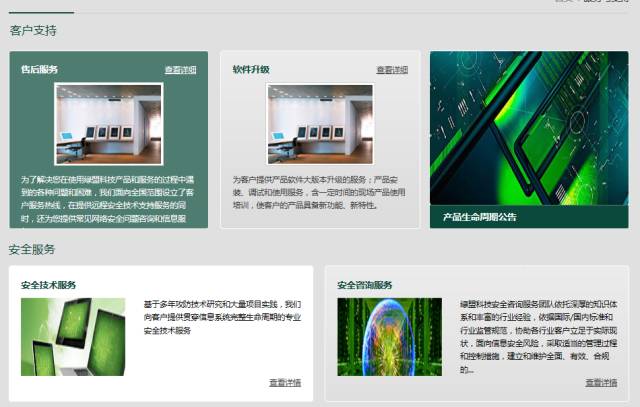 客户支持
售后服务
查看详细
为了解决您在使用绿盟科技产品和服务的过程中遇
到的各种问题和困难，我们面向全国范围设立了客
户服务热线，在提供远程安全技术支持服务的同
时，还为您提供常见网络安全问题咨询和信息服
软件升级
查看详细
为客户提供产品软件大版本升级的服务；产品安
装、调试和使用服务，含一定时间的现场产品使用
培训，使客户的产品具备新功能、新特性。
产品生命周期公告
安全服务
安全技术服务
基于多年攻防技术研究和大量项目实践，我们
向客户提供贯穿信息系统完整生命周期的专业
安全技术服务
查看详情
安全咨询服务
绿盟科技安全咨询服务团队依托深厚的知识体
系和丰富的行业经验，依据国际/国内标准和
行业监管规范，协助各行业客户立足于实际现
状，面向信息安全风险，采取适当的管理过程
和控制措施，建立和维护全面、有效、合规
的...
查看详情